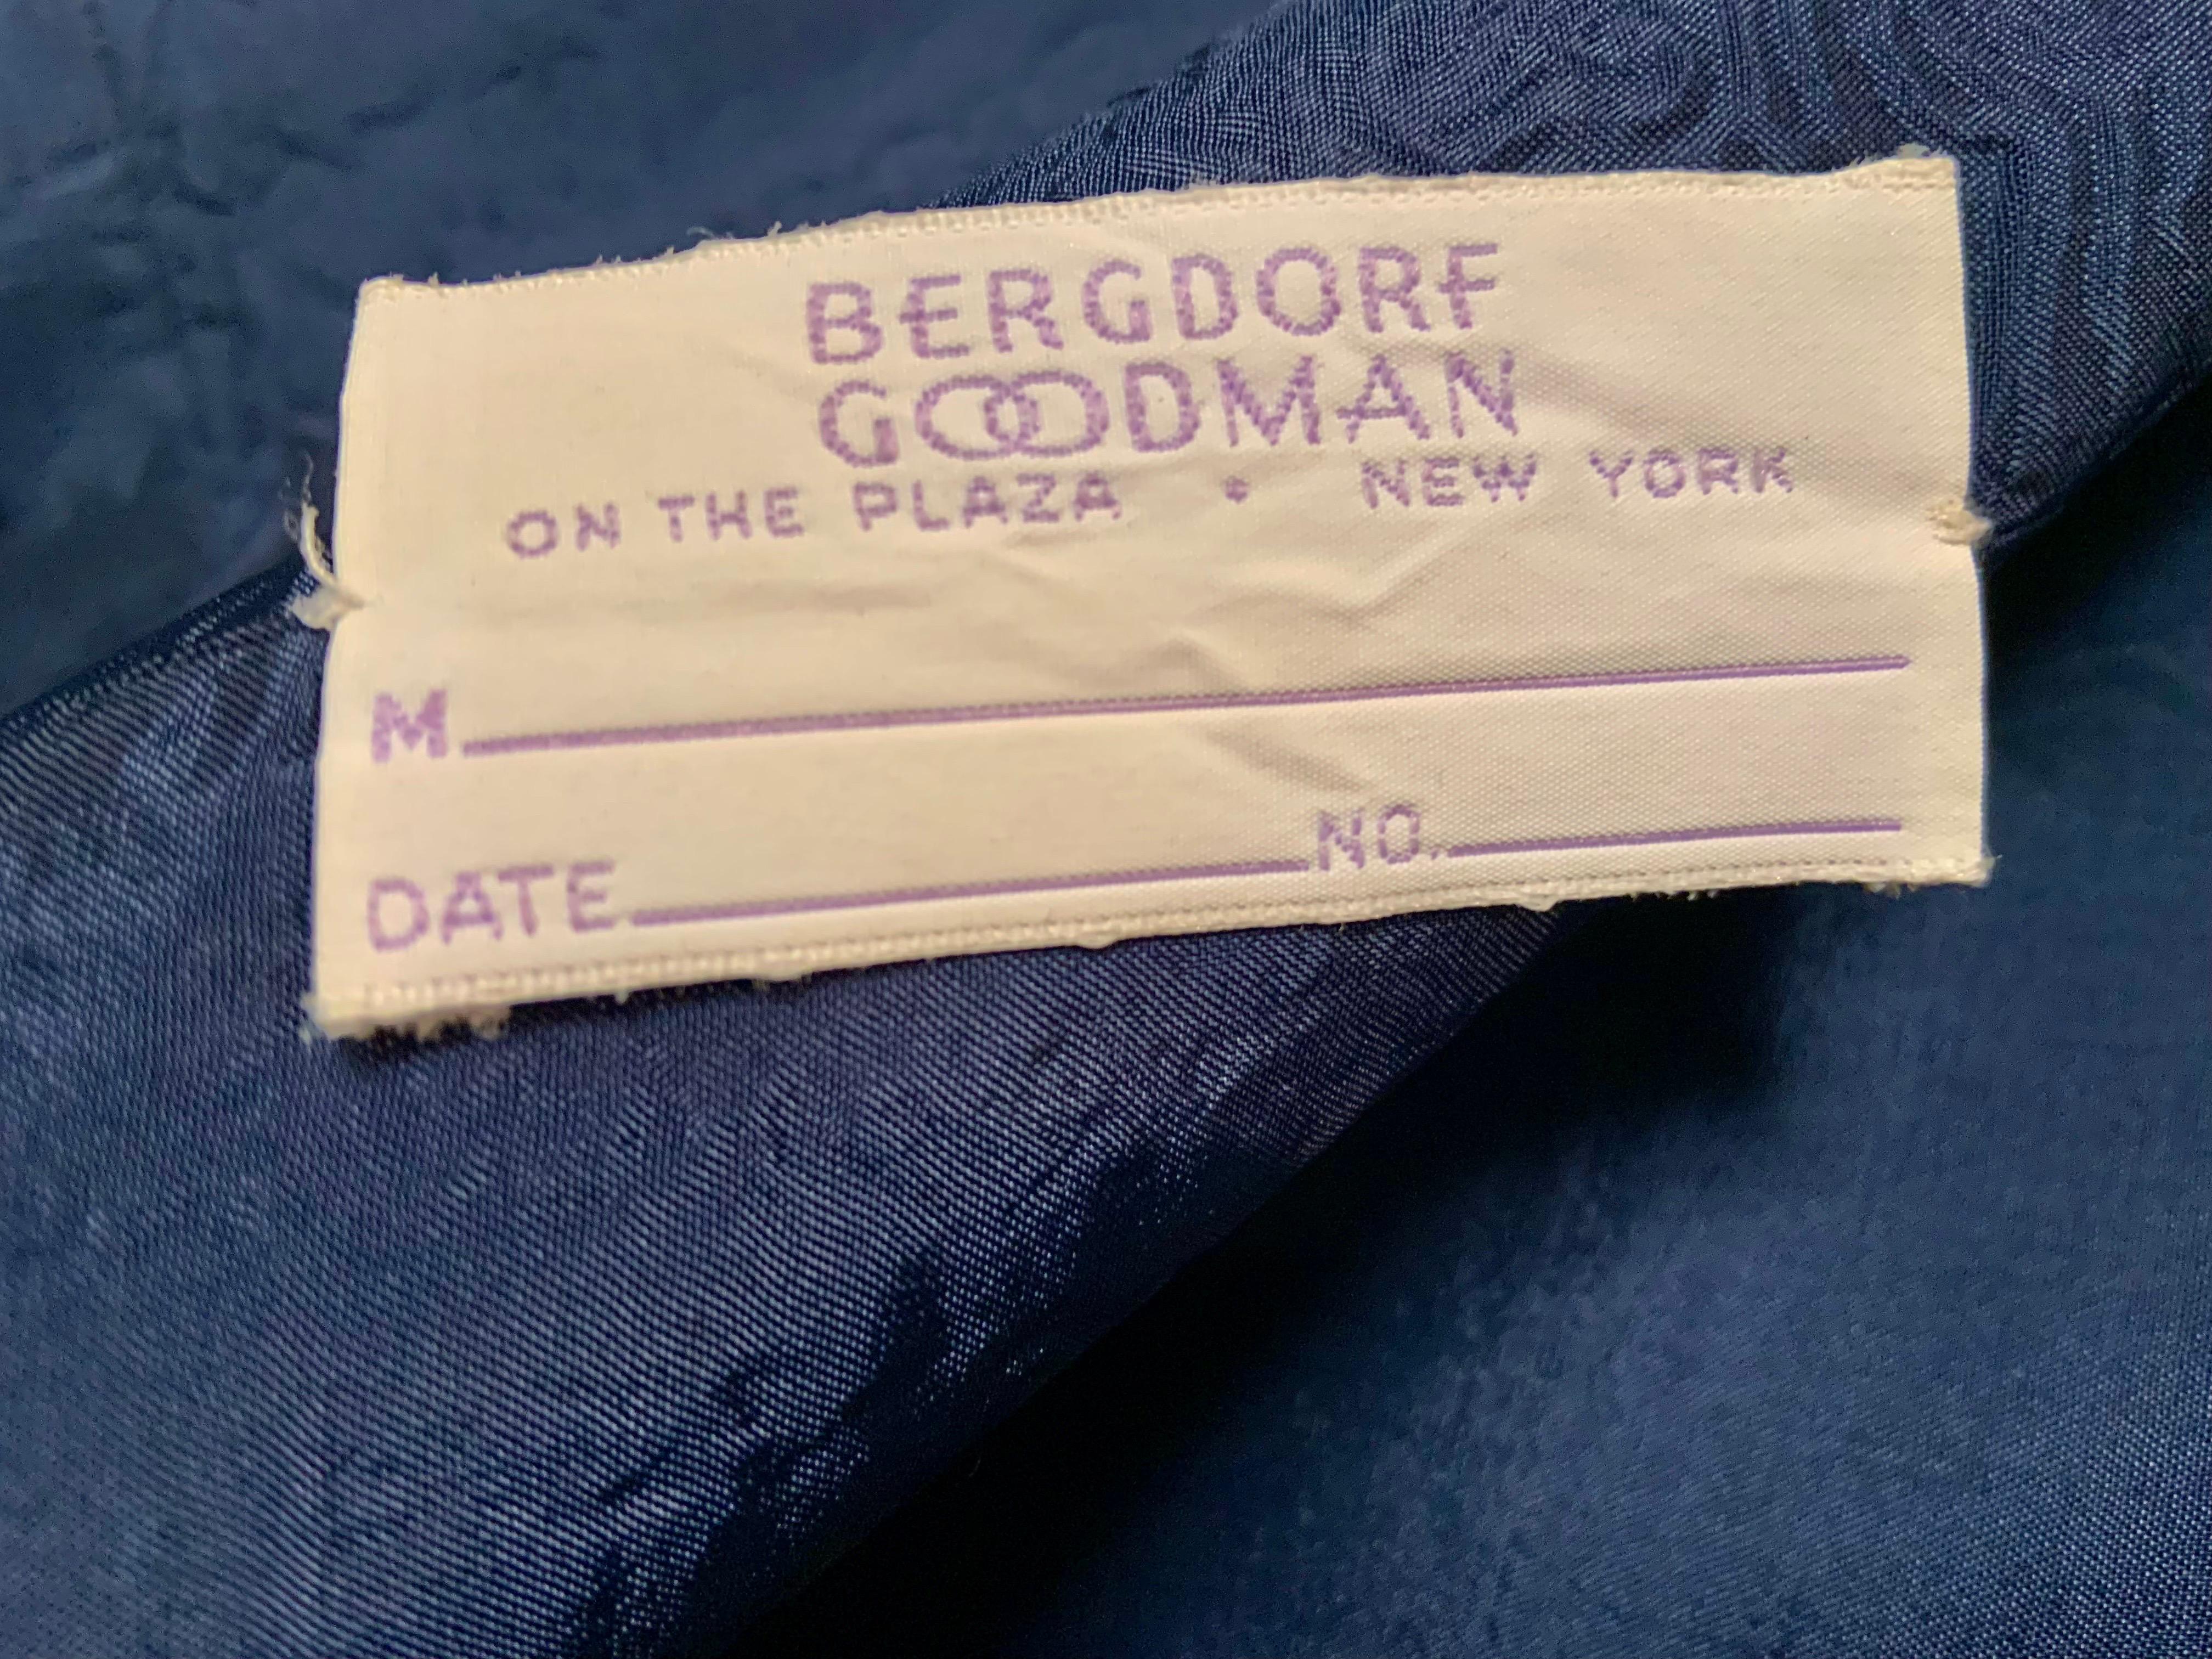 BERGDORF
GOODMAN
ON THE PLAZA • NEW YORK
M
DATE NO.